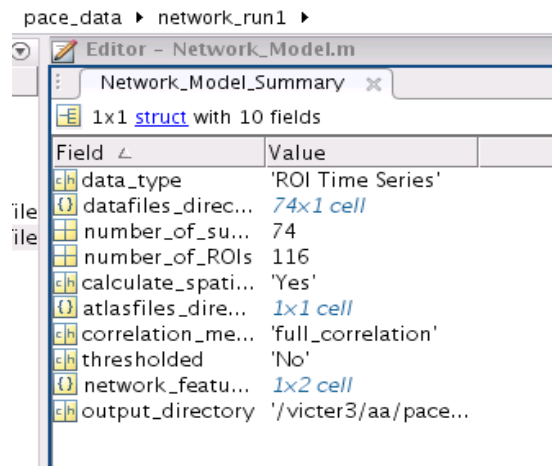 pace_data ▸ network_run1 ▸
Editor - Network_Model.m
Network_Model_Summary
1x1 struct with 10 fields
Field Value
data_type 'ROI Time Series'
datafiles_direc... 74x1 cell
number_of_su... 74
number_of_ROIs 116
calculate_spati... 'Yes'
atlasfiles_dire... 1x1 cell
correlation_me... 'full_correlation'
thresholded 'No'
network_featu... 1x2 cell
output_directory '/victer3/aa/pace...
ile
ile